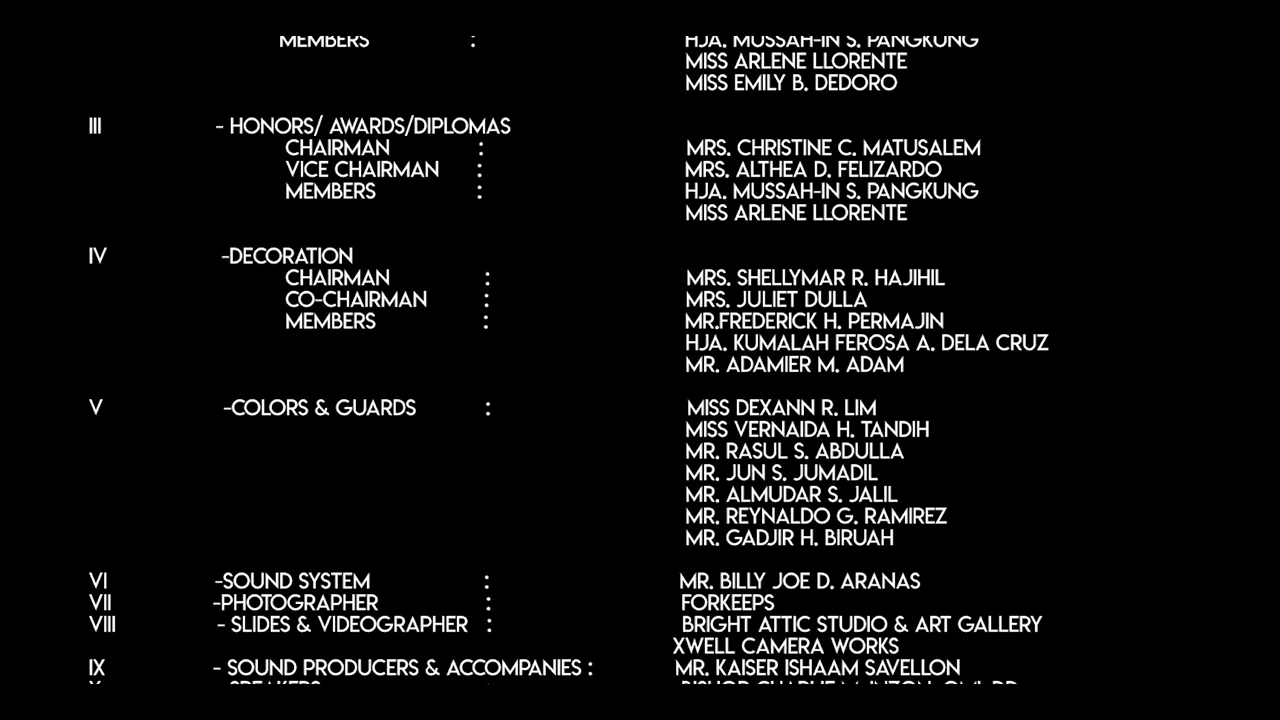 MEMBERS : HJA. MUSSAH-IN S. PANGKUNG
MISS ARLENE LLORENTE
MISS EMILY B. DEDORO
III - HONORS/ AWARDS/DIPLOMAS
CHAIRMAN : MRS. CHRISTINE C. MATUSALEM
VICE CHAIRMAN : MRS. ALTHEA D. FELIZARDO
MEMBERS : HJA. MUSSAH-IN S. PANGKUNG
MISS ARLENE LLORENTE
IV -DECORATION
CHAIRMAN : MRS. SHELLYMAR R. HAJIHIL
CO-CHAIRMAN : MRS. JULIET DULLA
MEMBERS : MR.FREDERICK H. PERMAJIN
HJA. KUMALAH FEROSA A. DELA CRUZ
MR. ADAMIER M. ADAM
V -COLORS & GUARDS : MISS DEXANN R. LIM
MISS VERNAIDA H. TANDIH
MR. RASUL S. ABDULLA
MR. JUN S. JUMADIL
MR. ALMUDAR S. JALIL
MR. REYNALDO G. RAMIREZ
MR. GADJIR H. BIRUAH
VI -SOUND SYSTEM : MR. BILLY JOE D. ARANAS
VII -PHOTOGRAPHER : FORKEEPS
VIII - SLIDES & VIDEOGRAPHER : BRIGHT ATTIC STUDIO & ART GALLERY
XWELL CAMERA WORKS
IX - SOUND PRODUCERS & ACCOMPANIES : MR. KAISER ISHAAM SAVELLON
X - SPEAKERS : BISHOP CHARLIE